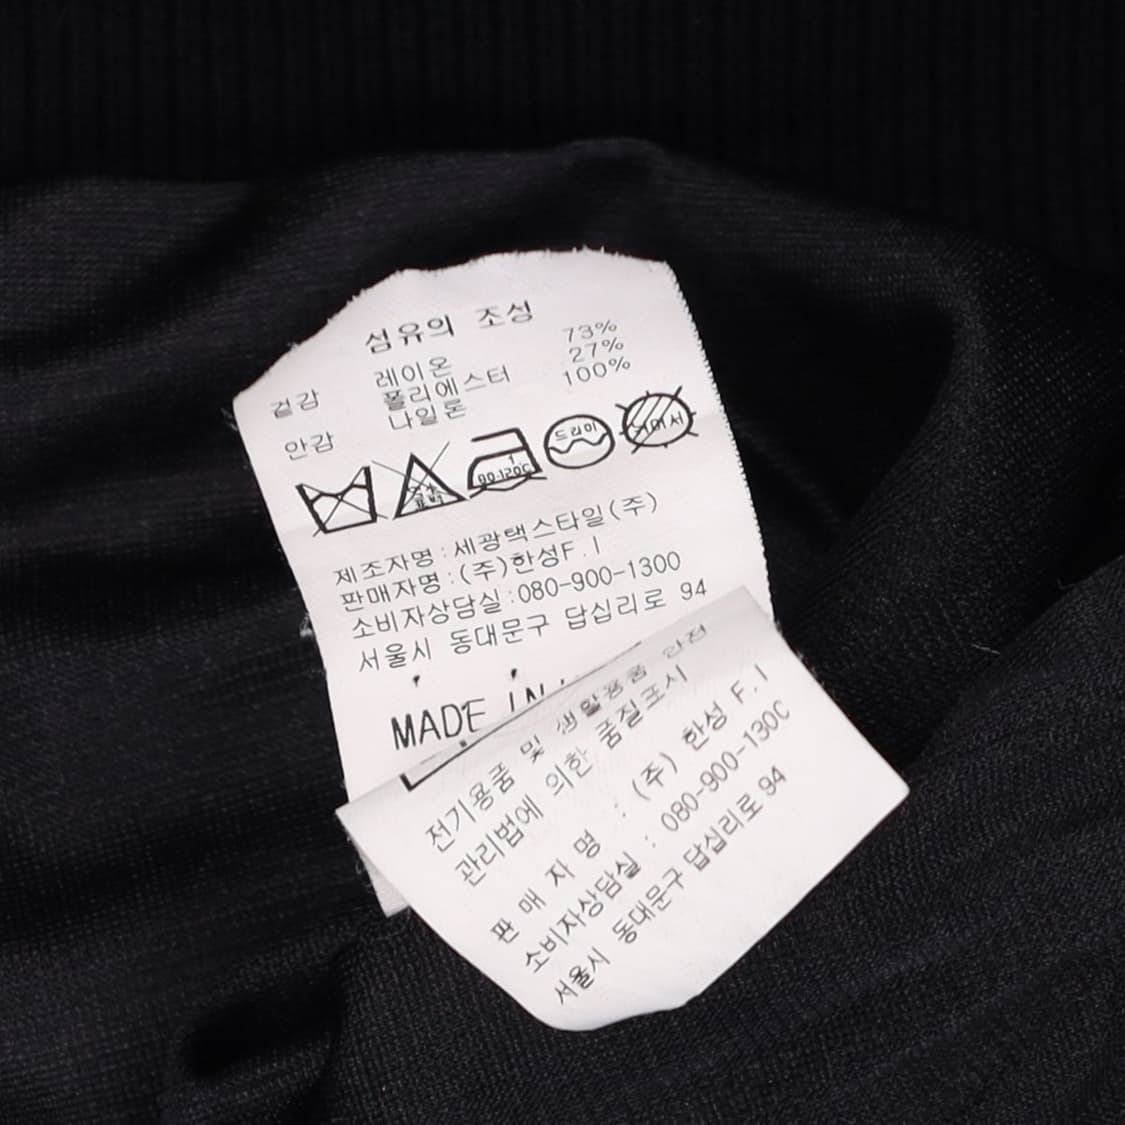 섬유의 조성
겉감 레이온 73%
폴리에스터 27%
안감 나일론 100%
80-120℃
드라이
제조자명:세광택스타일(주)
판매자명:(주)한성F.I
소비자상담실:080-900-1300
서울시 동대문구 답십리로 94
MADE IN
전기용품 및 생활용품 안전
관리법에 의한 품질표시
판 매 자 명 : (주) 한성 F.I
소비자상담실 : 080-900-130
서울시 동대문구 답십리로 94